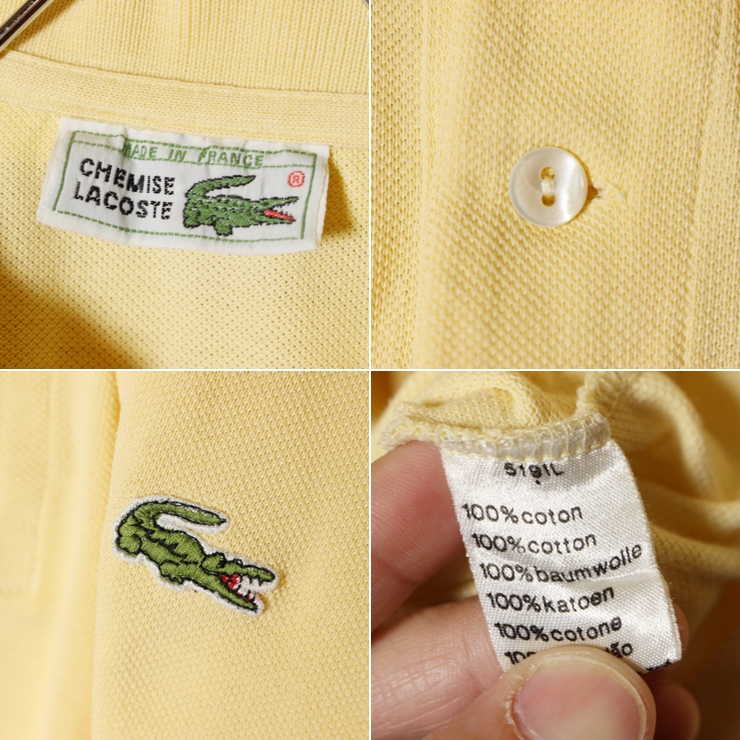 MADE IN FRANCE
CHEMISE
LACOSTE
®
5191L
100%coton
100%cotton
100%baumwolle
100%katoen
100%cotone